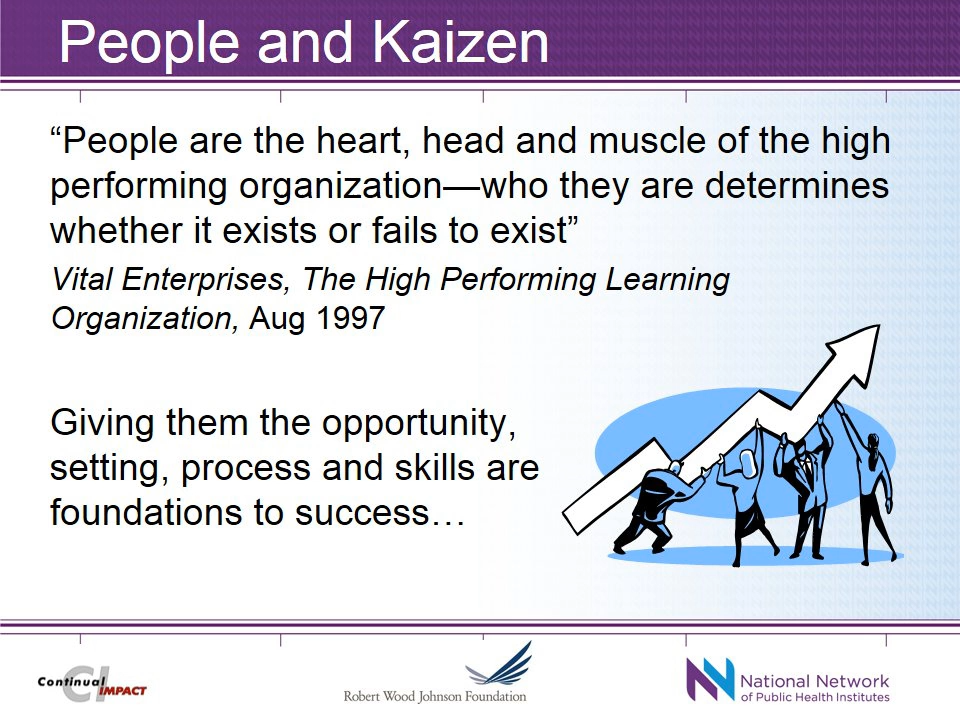 People and Kaizen
“People are the heart, head and muscle of the high
performing organization—who they are determines
whether it exists or fails to exist”
Vital Enterprises, The High Performing Learning
Organization, Aug 1997
Giving them the opportunity,
setting, process and skills are
foundations to success…
Continual
CI IMPACT
Robert Wood Johnson Foundation
National Network
of Public Health Institutes